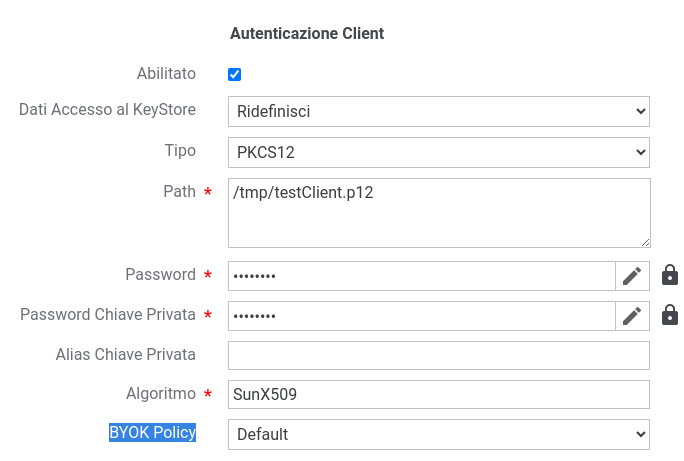 Autenticazione Client
Abilitato
Dati Accesso al KeyStore Ridefinisci
Tipo PKCS12
Path * /tmp/testClient.p12
Password * ••••••••
Password Chiave Privata * ••••••••
Alias Chiave Privata
Algoritmo * SunX509
BYOK Policy Default